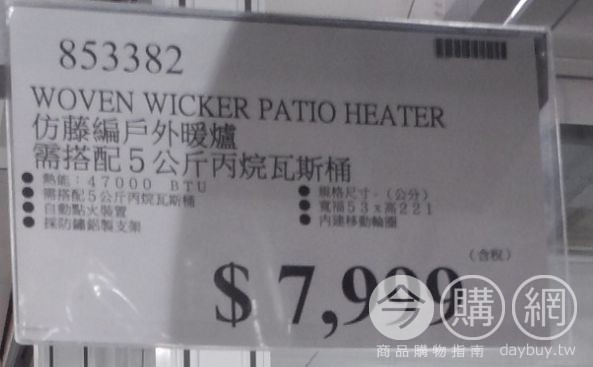 853382
WOVEN WICKER PATIO HEATER
仿藤編戶外暖爐
需搭配5公斤丙烷瓦斯桶
● 熱能：47000 BTU
● 需搭配5公斤丙烷瓦斯桶
● 自動點火裝置
● 採防鏽鋁製支架
● 規格尺寸-（公分）
● 寬幅53x高221
● 內建移動輪圈
（含稅）
$ 7,999
今購網
商品購物指南 daybuy.tw